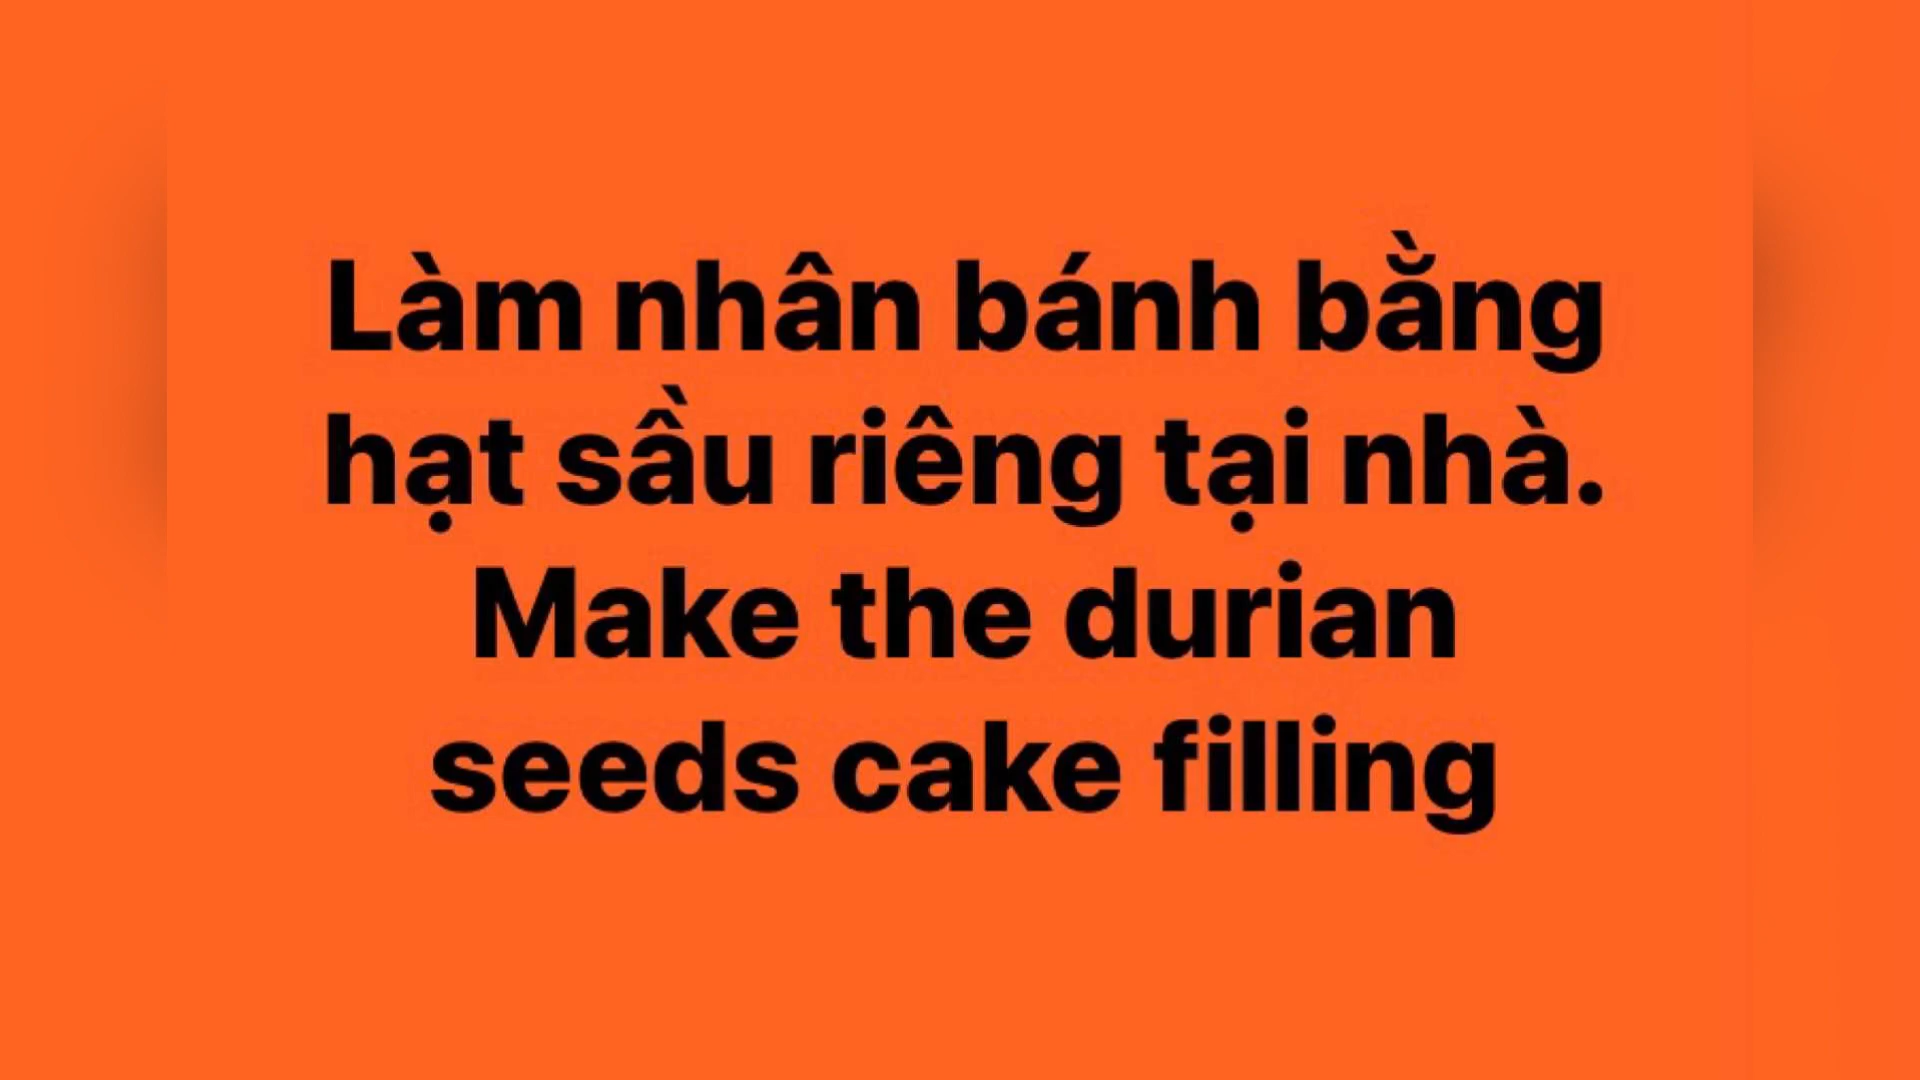 Làm nhân bánh bằng
hạt sầu riêng tại nhà.
Make the durian
seeds cake filling